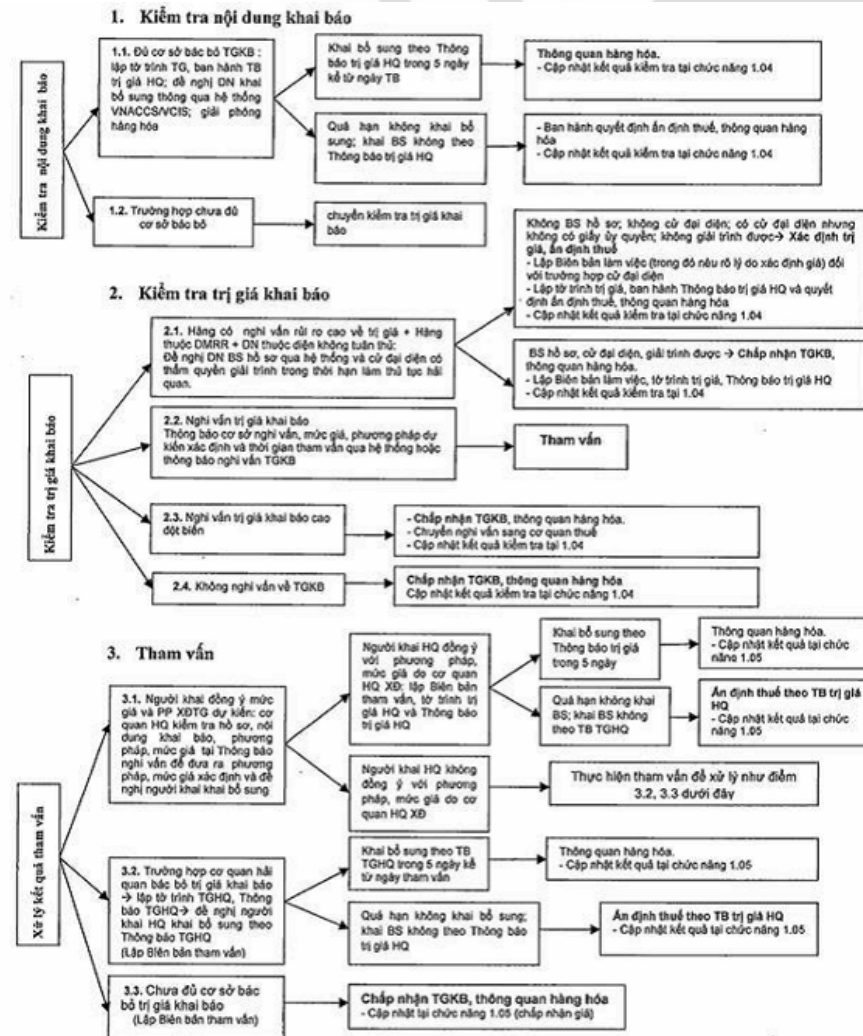 1. Kiểm tra nội dung khai báo
Kiểm tra nội dung khai báo
1.1. Đủ cơ sở bác bỏ TGKB :
lập tờ trình TG, ban hành TB
trị giá HQ; đề nghị DN khai
bổ sung thông qua hệ thống
VNACCS/VCIS; giải phóng
hàng hóa
Khai bổ sung theo Thông
báo trị giá HQ trong 5 ngày
kể từ ngày TB
Thông quan hàng hóa.
- Cập nhật kết quả kiểm tra tại chức năng 1.04
Quá hạn không khai bổ
sung; khai BS không theo
Thông báo trị giá HQ
- Ban hành quyết định ấn định thuế, thông quan hàng
hóa
- Cập nhật kết quả kiểm tra tại chức năng 1.04
1.2. Trường hợp chưa đủ
cơ sở bác bỏ
chuyển kiểm tra trị giá khai
báo
2. Kiểm tra trị giá khai báo
Kiểm tra trị giá khai báo
2.1. Hàng có nghi vấn rủi ro cao về trị giá + Hàng
thuộc DMRR + DN thuộc diện không tuân thủ:
Đề nghị DN BS hồ sơ qua hệ thống và cử đại diện có
thẩm quyền giải trình trong thời hạn làm thủ tục hải
quan.
Không BS hồ sơ; không cử đại diện; có cử đại diện nhưng
không có giấy ủy quyền; không giải trình được→ Xác định trị
giá, ấn định thuế
- Lập Biên bản làm việc (trong đó nêu rõ lý do xác định giá) đối
với trường hợp cử đại diện
- Lập tờ trình trị giá, ban hành Thông báo trị giá HQ và quyết
định ấn định thuế, thông quan hàng hóa
- Cập nhật kết quả kiểm tra tại chức năng 1.04
BS hồ sơ, cử đại diện, giải trình được → Chấp nhận TGKB,
thông quan hàng hóa.
- Lập Biên bản làm việc, tờ trình trị giá, Thông báo trị giá HQ
- Cập nhật kết quả kiểm tra tại 1.04
2.2. Nghi vấn trị giá khai báo
Thông báo cơ sở nghi vấn, mức giá, phương pháp dự
kiến xác định và thời gian tham vấn qua hệ thống hoặc
thông báo nghi vấn TGKB
Tham vấn
2.3. Nghi vấn trị giá khai báo cao
đột biến
- Chấp nhận TGKB, thông quan hàng hóa.
- Chuyển nghi vấn sang cơ quan thuế
- Cập nhật kết quả kiểm tra tại 1.04
2.4. Không nghi vấn về TGKB
Chấp nhận TGKB, thông quan hàng hóa
Cập nhật kết quả kiểm tra tại chức năng 1.04
3. Tham vấn
Xử lý kết quả tham vấn
3.1. Người khai đồng ý mức
giá và PP XĐTG dự kiến: cơ
quan HQ kiểm tra hồ sơ, nội
dung khai báo, phương
pháp, mức giá tại Thông báo
nghi vấn để đưa ra phương
pháp, mức giá xác định và đề
nghị người khai khai bổ sung
Người khai HQ đồng ý
với phương pháp,
mức giá do cơ quan
HQ XĐ: lập Biên bản
tham vấn, tờ trình trị
giá HQ và Thông báo
trị giá HQ
Khai bổ sung theo
Thông báo trị giá
trong 5 ngày
Thông quan hàng hóa.
- Cập nhật kết quả tại chức
năng 1.05
Quá hạn không khai
BS; khai BS không
theo TB TGHQ
Ấn định thuế theo TB trị giá
HQ
- Cập nhật kết quả tại chức
năng 1.05
Người khai HQ không
đồng ý với phương
pháp, mức giá do cơ
quan HQ XĐ
Thực hiện tham vấn để xử lý như điểm
3.2, 3.3 dưới đây
3.2. Trường hợp cơ quan hải
quan bác bỏ trị giá khai báo
→ lập tờ trình TGHQ, Thông
báo TGHQ→ đề nghị người
khai HQ khai bổ sung theo
Thông báo TGHQ
(Lập Biên bản tham vấn)
Khai bổ sung theo TB
TGHQ trong 5 ngày kể
từ ngày tham vấn
Thông quan hàng hóa.
- Cập nhật kết quả tại chức năng 1.05
Quá hạn không khai bổ sung;
khai BS không theo Thông báo
trị giá HQ
Ấn định thuế theo TB trị giá HQ
- Cập nhật kết quả tại chức năng 1.05
3.3. Chưa đủ cơ sở bác
bỏ trị giá khai báo
(Lập Biên bản tham vấn)
Chấp nhận TGKB, thông quan hàng hóa
- Cập nhật tại chức năng 1.05 (chấp nhận giá)